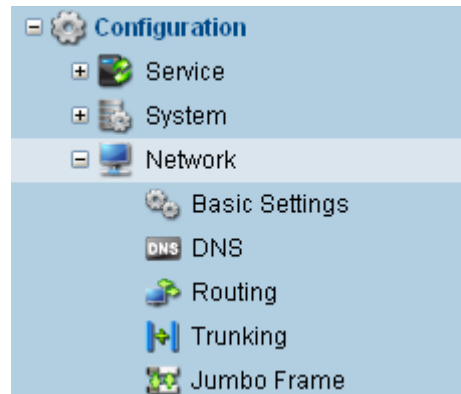 Configuration
Service
System
Network
Basic Settings
DNS DNS
Routing
Trunking
Jumbo Frame